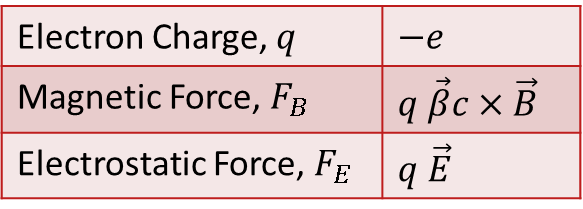 Electron Charge, q −e
Magnetic Force, F_B q β⃗c × B⃗
Electrostatic Force, F_E q E⃗